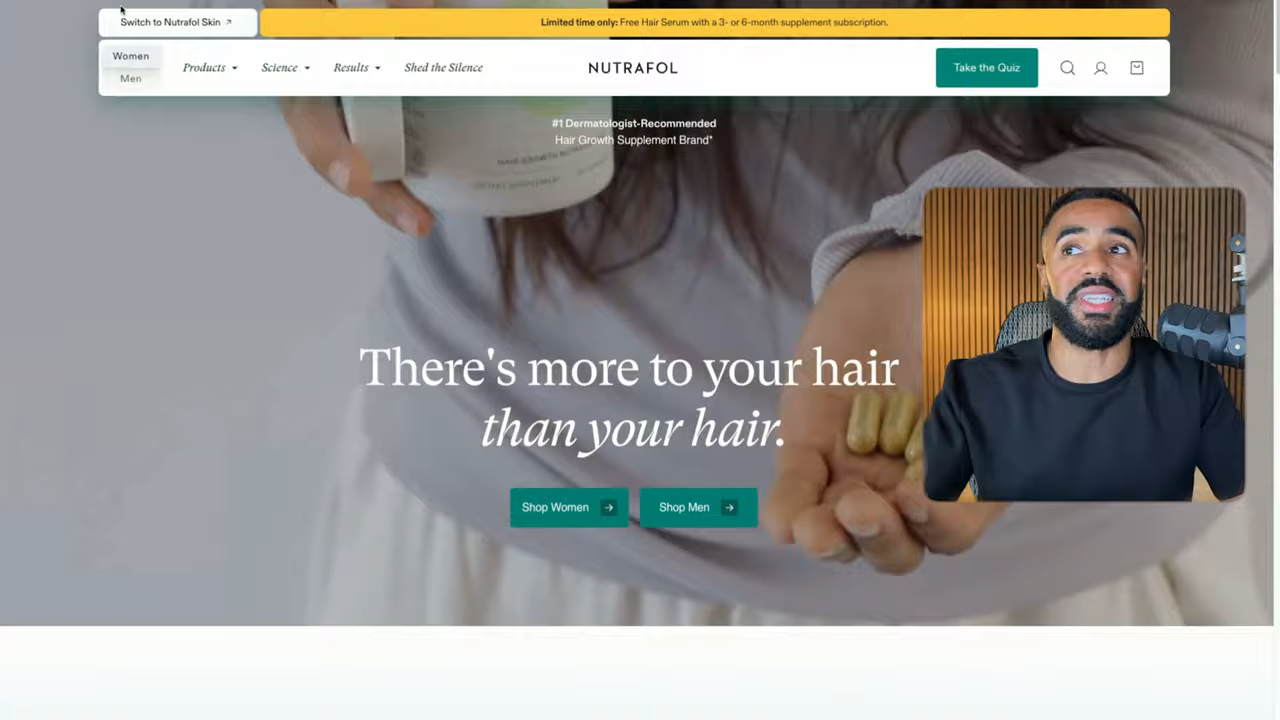 Switch to Nutrafol Skin ↗
Limited time only: Free Hair Serum with a 3- or 6-month supplement subscription.
Women
Men
Products
Science
Results
Shed the Silence
NUTRAFOL
Take the Quiz
#1 Dermatologist-Recommended
Hair Growth Supplement Brand*
There's more to your hair
than your hair.
Shop Women →
Shop Men →